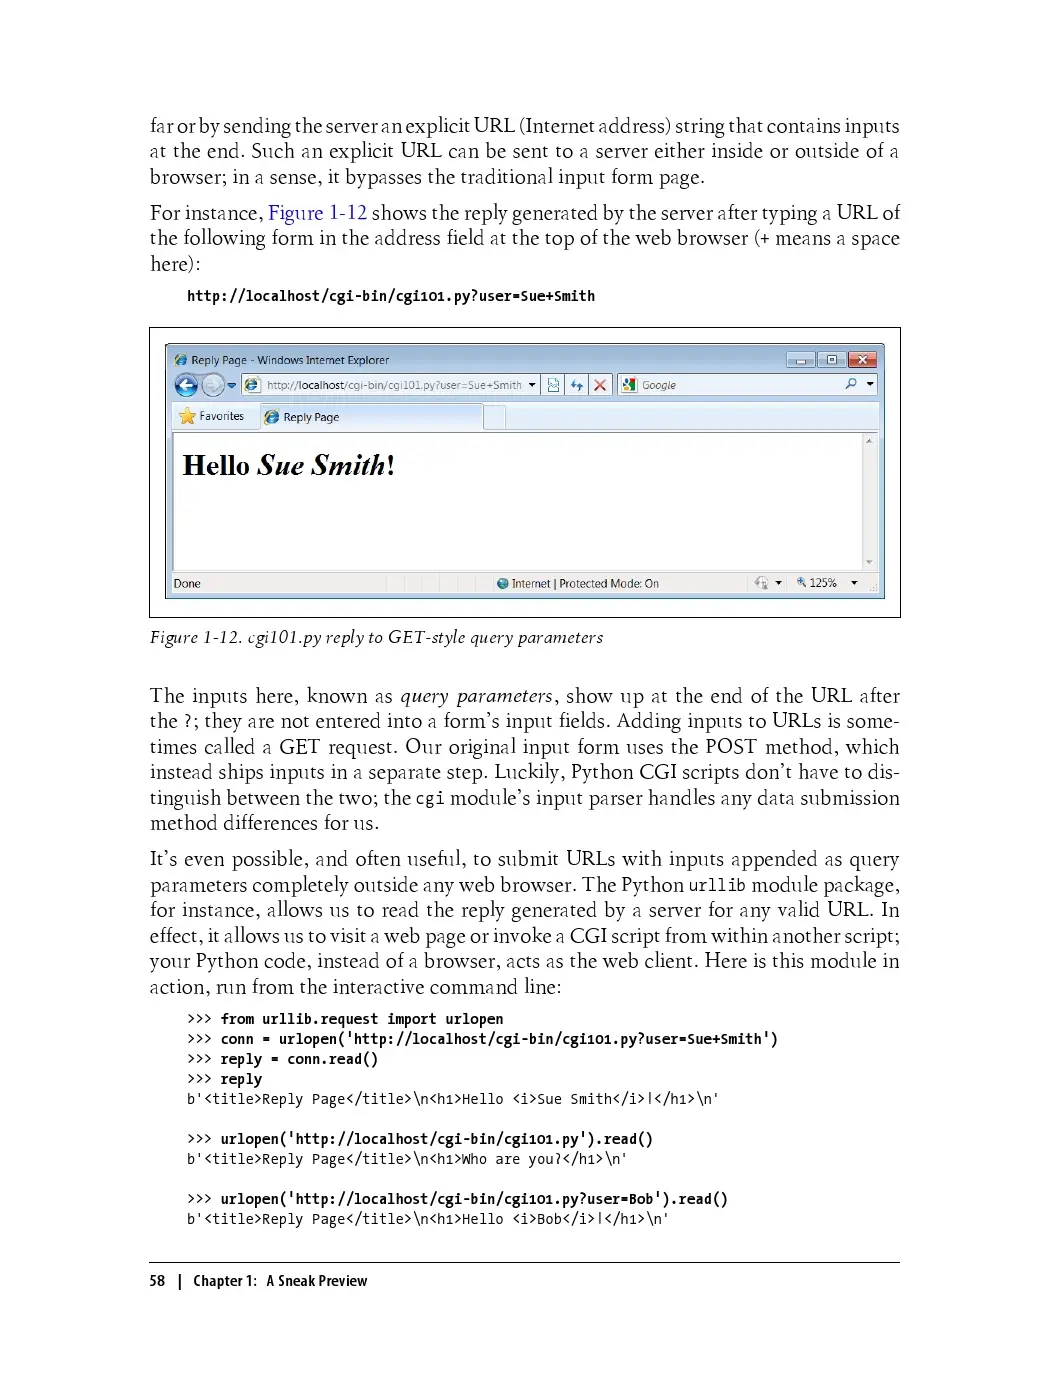 far or by sending the server an explicit URL (Internet address) string that contains inputs
at the end. Such an explicit URL can be sent to a server either inside or outside of a
browser; in a sense, it bypasses the traditional input form page.
For instance, Figure 1-12 shows the reply generated by the server after typing a URL of
the following form in the address field at the top of the web browser (+ means a space
here):
http://localhost/cgi-bin/cgi101.py?user=Sue+Smith
Reply Page - Windows Internet Explorer
http://localhost/cgi-bin/cgi101.py?user=Sue+Smith
Google
Favorites
Reply Page
Hello Sue Smith!
Done
Internet | Protected Mode: On
125%
Figure 1-12. cgi101.py reply to GET-style query parameters
The inputs here, known as query parameters, show up at the end of the URL after
the ?; they are not entered into a form’s input fields. Adding inputs to URLs is some-
times called a GET request. Our original input form uses the POST method, which
instead ships inputs in a separate step. Luckily, Python CGI scripts don’t have to dis-
tinguish between the two; the cgi module’s input parser handles any data submission
method differences for us.
It’s even possible, and often useful, to submit URLs with inputs appended as query
parameters completely outside any web browser. The Python urllib module package,
for instance, allows us to read the reply generated by a server for any valid URL. In
effect, it allows us to visit a web page or invoke a CGI script from within another script;
your Python code, instead of a browser, acts as the web client. Here is this module in
action, run from the interactive command line:
>>> from urllib.request import urlopen
>>> conn = urlopen('http://localhost/cgi-bin/cgi101.py?user=Sue+Smith')
>>> reply = conn.read()
>>> reply
b'<title>Reply Page</title>\n<h1>Hello <i>Sue Smith</i>!</h1>\n'
>>> urlopen('http://localhost/cgi-bin/cgi101.py').read()
b'<title>Reply Page</title>\n<h1>Who are you?</h1>\n'
>>> urlopen('http://localhost/cgi-bin/cgi101.py?user=Bob').read()
b'<title>Reply Page</title>\n<h1>Hello <i>Bob</i>!</h1>\n'
58 | Chapter 1: A Sneak Preview